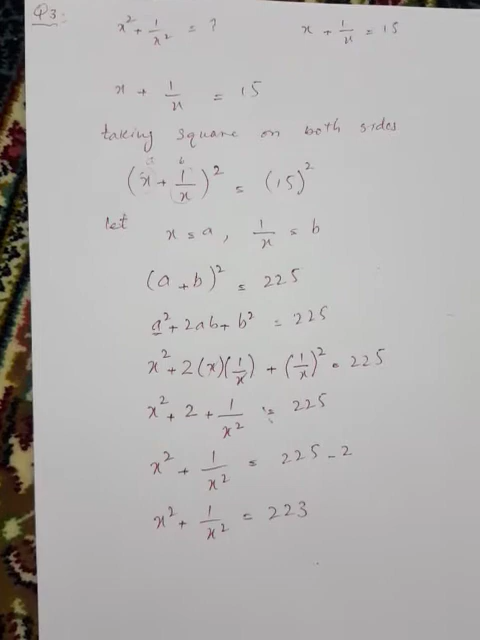 Q3: x² + 1/x² = ? x + 1/x = 15
x + 1/x = 15
taking square on both sides
a b
(x + 1/x)² = (15)²
let x = a, 1/x = b
(a + b)² = 225
a² + 2ab + b² = 225
x² + 2(x)(1/x) + (1/x)² = 225
x² + 2 + 1/x² = 225
x² + 1/x² = 225 - 2
x² + 1/x² = 223